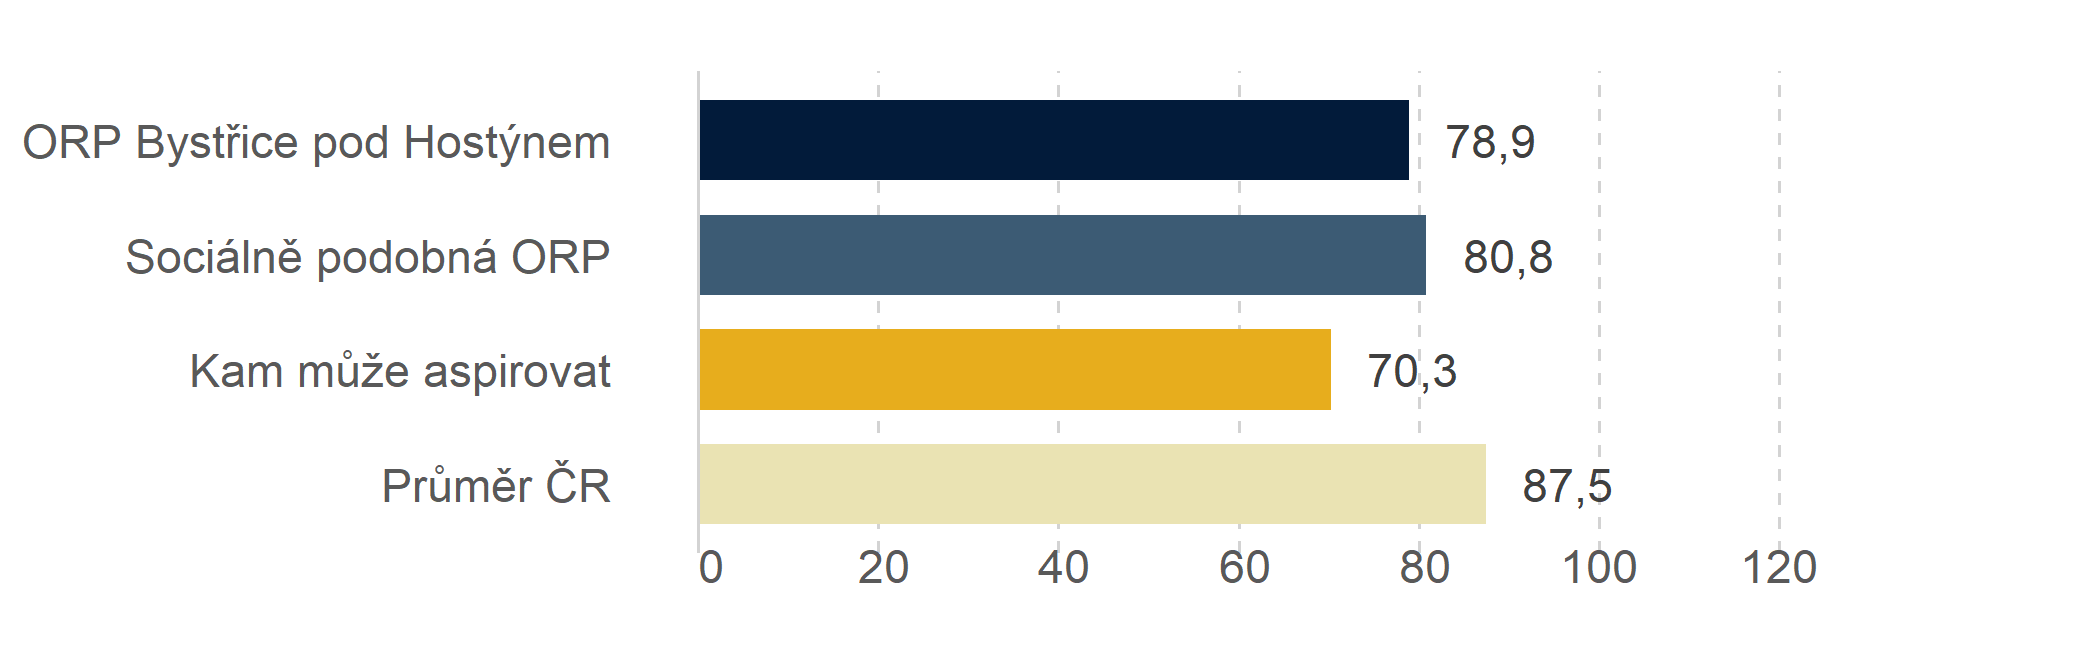 ORP Bystřice pod Hostýnem 78,9
Sociálně podobná ORP 80,8
Kam může aspirovat 70,3
Průměr ČR 87,5
0 20 40 60 80 100 120